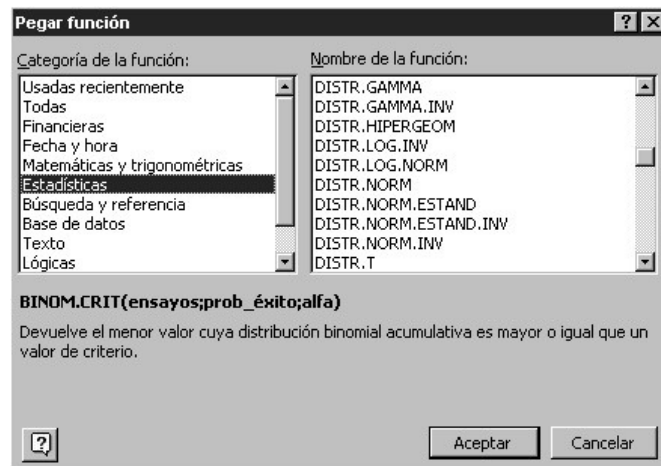 Pegar función
Categoría de la función:
Usadas recientemente
Todas
Financieras
Fecha y hora
Matemáticas y trigonométricas
Estadísticas
Búsqueda y referencia
Base de datos
Texto
Lógicas
Nombre de la función:
DISTR.GAMMA
DISTR.GAMMA.INV
DISTR.HIPERGEOM
DISTR.LOG.INV
DISTR.LOG.NORM
DISTR.NORM
DISTR.NORM.ESTAND
DISTR.NORM.ESTAND.INV
DISTR.NORM.INV
DISTR.T
BINOM.CRIT(ensayos;prob_éxito;alfa)
Devuelve el menor valor cuya distribución binomial acumulativa es mayor o igual que un
valor de criterio.
Aceptar
Cancelar